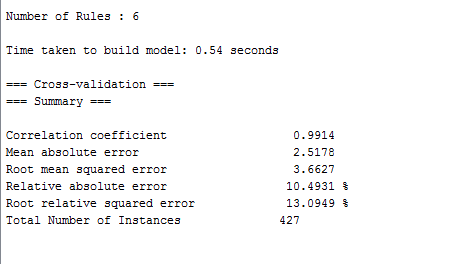 Number of Rules : 6
Time taken to build model: 0.54 seconds
=== Cross-validation ===
=== Summary ===
Correlation coefficient 0.9914
Mean absolute error 2.5178
Root mean squared error 3.6627
Relative absolute error 10.4931 %
Root relative squared error 13.0949 %
Total Number of Instances 427